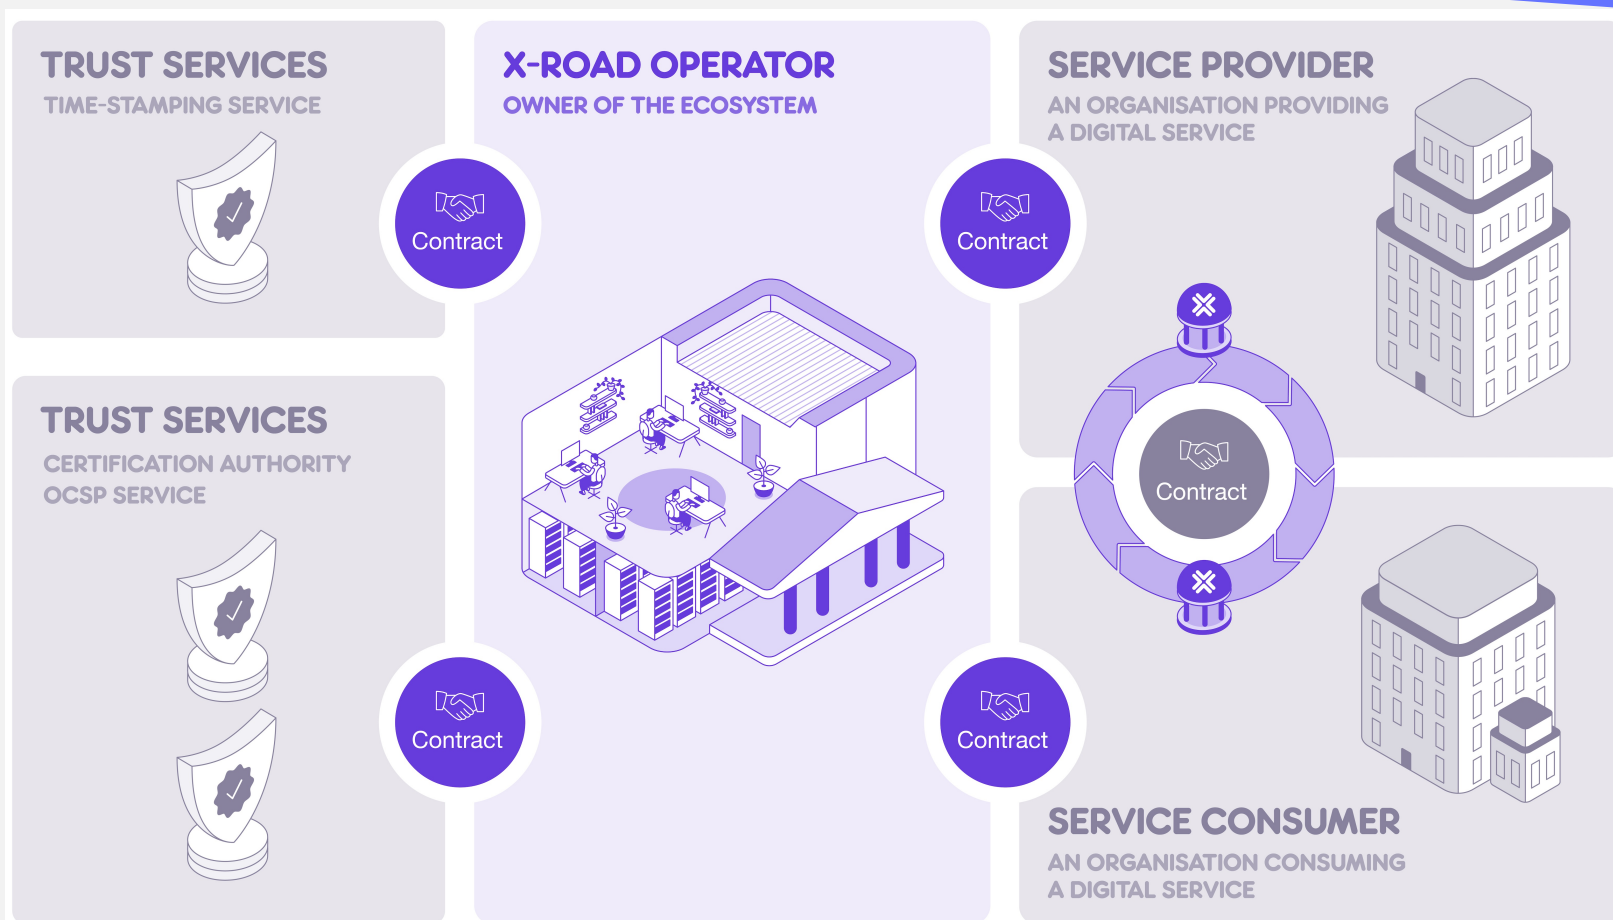 TRUST SERVICES
TIME-STAMPING SERVICE
Contract
TRUST SERVICES
CERTIFICATION AUTHORITY
OCSP SERVICE
Contract
X-ROAD OPERATOR
OWNER OF THE ECOSYSTEM
SERVICE PROVIDER
AN ORGANISATION PROVIDING
A DIGITAL SERVICE
Contract
Contract
Contract
SERVICE CONSUMER
AN ORGANISATION CONSUMING
A DIGITAL SERVICE